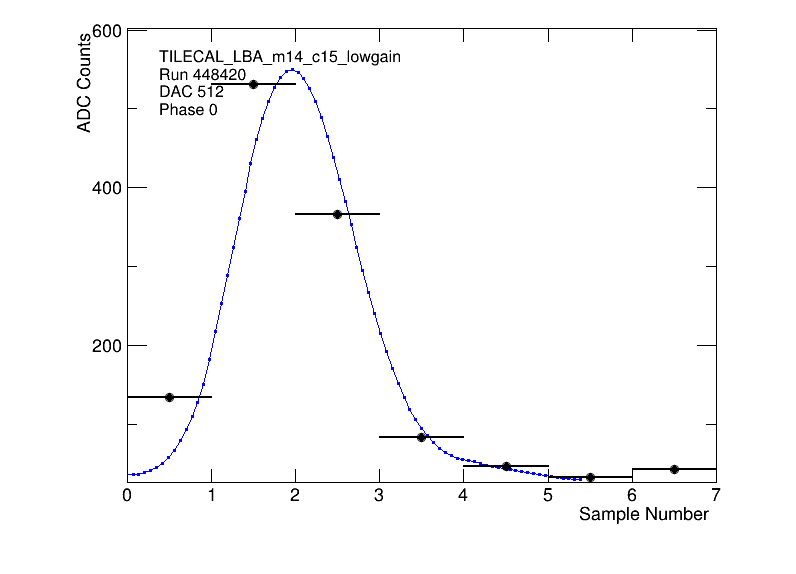 600
TILECAL_LBA_m14_c15_lowgain
Run 448420
DAC 512
Phase 0
ADC Counts
400
200
0 1 2 3 4 5 6 7
Sample Number